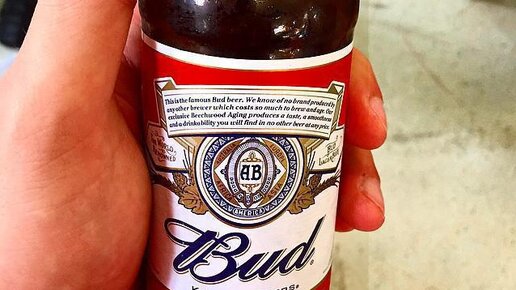 This is the famous Bud beer. We know of no brand produced by
any other brewer which costs so much to brew and age. Our
exclusive Beechwood Aging produces a taste, a smoothness
and a drinkability you will find in no other beer at any price.
AB
AMERICA
Bud